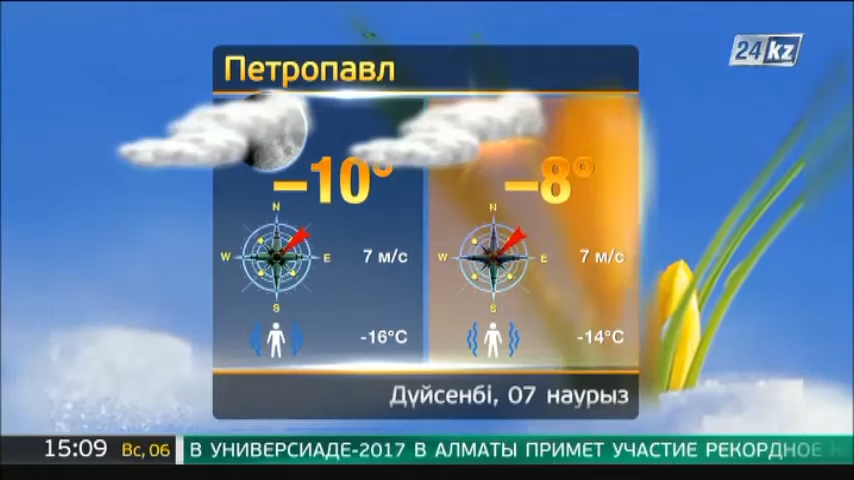 Петропавл
24kz
–10°
–8°
N
N
W
E
7 м/с
W
E
7 м/с
S
S
-16°C
-14°C
Дүйсенбі, 07 наурыз
15:09 Вс, 06 В УНИВЕРСИАДЕ-2017 В АЛМАТЫ ПРИМЕТ УЧАСТИЕ РЕКОРДНОЕ